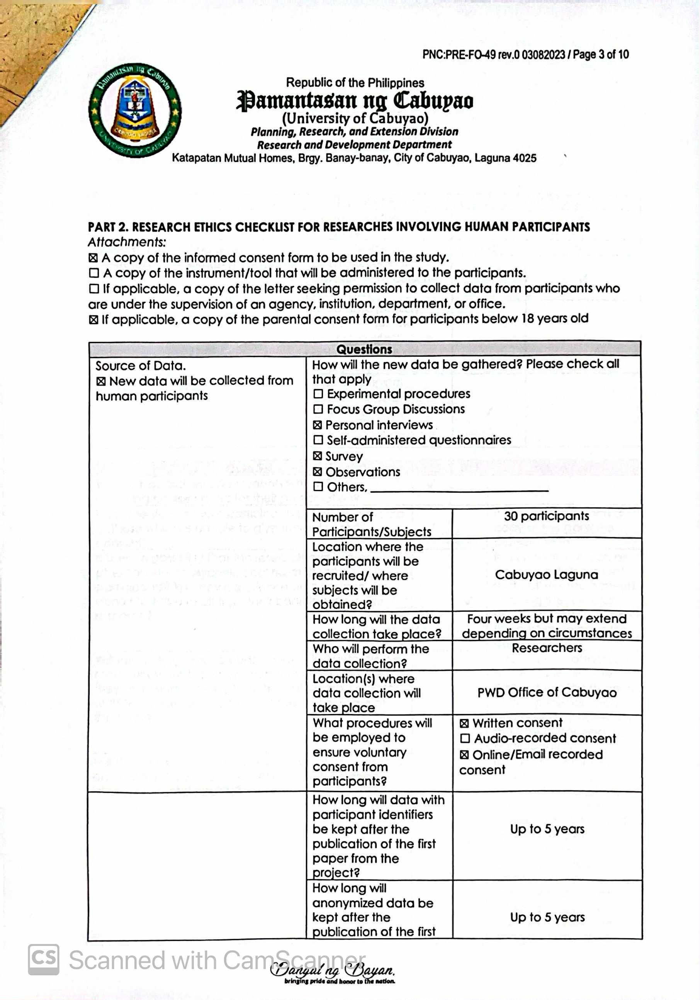 PNC:PRE-FO-49 rev.0 03082023 / Page 3 of 10
Pamantasan ng Cabuyao
UNIVERSITY OF CABUYAO
Republic of the Philippines
Pamantasan ng Cabuyao
(University of Cabuyao)
Planning, Research, and Extension Division
Research and Development Department
Katapatan Mutual Homes, Brgy. Banay-banay, City of Cabuyao, Laguna 4025
PART 2. RESEARCH ETHICS CHECKLIST FOR RESEARCHES INVOLVING HUMAN PARTICIPANTS
Attachments:
☒ A copy of the informed consent form to be used in the study.
☐ A copy of the instrument/tool that will be administered to the participants.
☐ If applicable, a copy of the letter seeking permission to collect data from participants who
are under the supervision of an agency, institution, department, or office.
☒ If applicable, a copy of the parental consent form for participants below 18 years old
Questions
Source of Data.
☒ New data will be collected from
human participants
How will the new data be gathered? Please check all
that apply
☐ Experimental procedures
☐ Focus Group Discussions
☒ Personal interviews
☐ Self-administered questionnaires
☒ Survey
☒ Observations
☐ Others, ______________________
Number of
Participants/Subjects
30 participants
Location where the
participants will be
recruited/ where
subjects will be
obtained?
Cabuyao Laguna
How long will the data
collection take place?
Four weeks but may extend
depending on circumstances
Who will perform the
data collection?
Researchers
Location(s) where
data collection will
take place
PWD Office of Cabuyao
What procedures will
be employed to
ensure voluntary
consent from
participants?
☒ Written consent
☐ Audio-recorded consent
☒ Online/Email recorded
consent
How long will data with
participant identifiers
be kept after the
publication of the first
paper from the
project?
Up to 5 years
How long will
anonymized data be
kept after the
publication of the first
Up to 5 years
CS Scanned with CamScanner
Dangal ng Bayan.
bringing pride and honor to the nation.